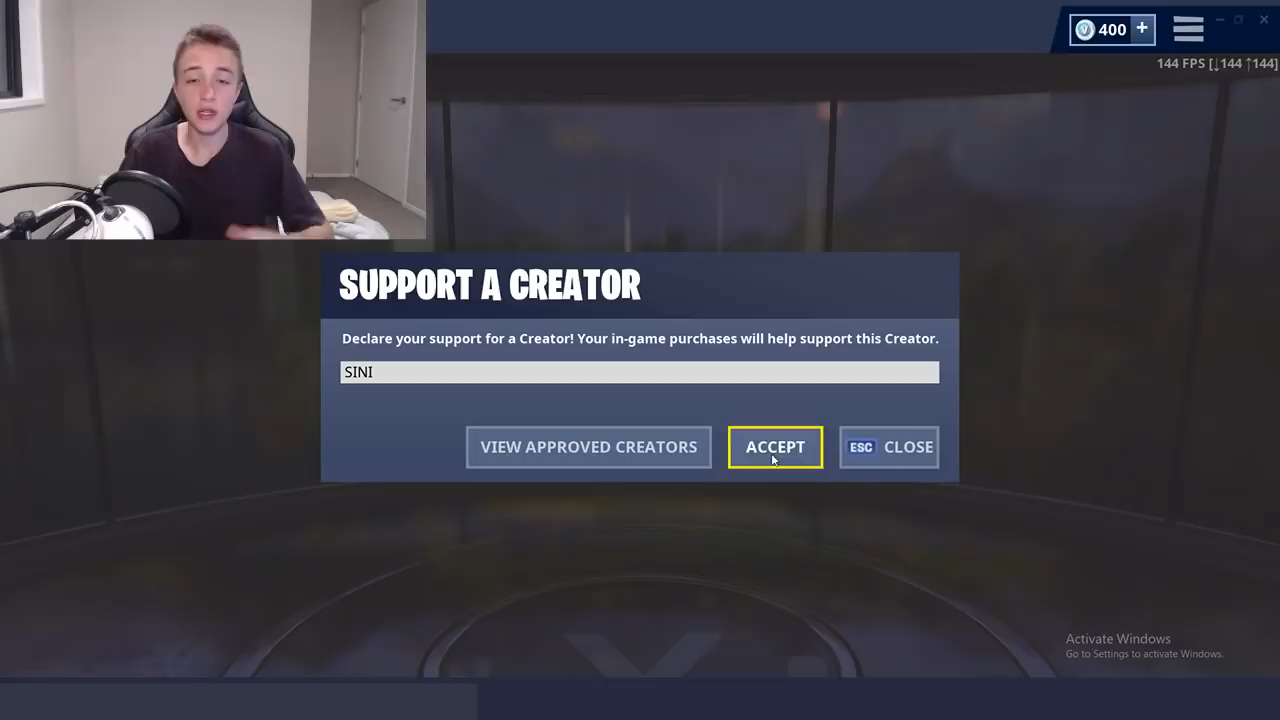 400 +
144 FPS [↓144 ↑144]
SUPPORT A CREATOR
Declare your support for a Creator! Your in-game purchases will help support this Creator.
SINI
VIEW APPROVED CREATORS
ACCEPT
ESC CLOSE
Activate Windows
Go to Settings to activate Windows.